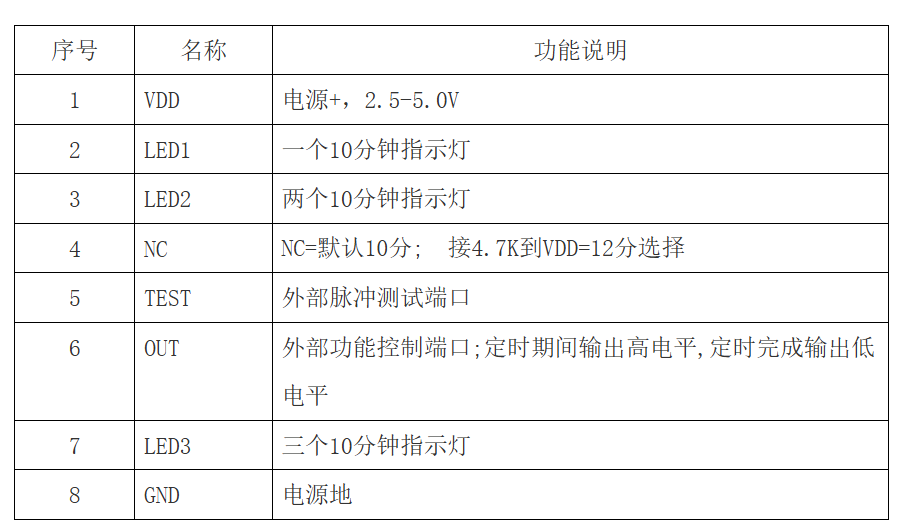 序号 名称 功能说明
1 VDD 电源+，2.5-5.0V
2 LED1 一个10分钟指示灯
3 LED2 两个10分钟指示灯
4 NC NC=默认10分; 接4.7K到VDD=12分选择
5 TEST 外部脉冲测试端口
6 OUT 外部功能控制端口;定时期间输出高电平,定时完成输出低
电平
7 LED3 三个10分钟指示灯
8 GND 电源地